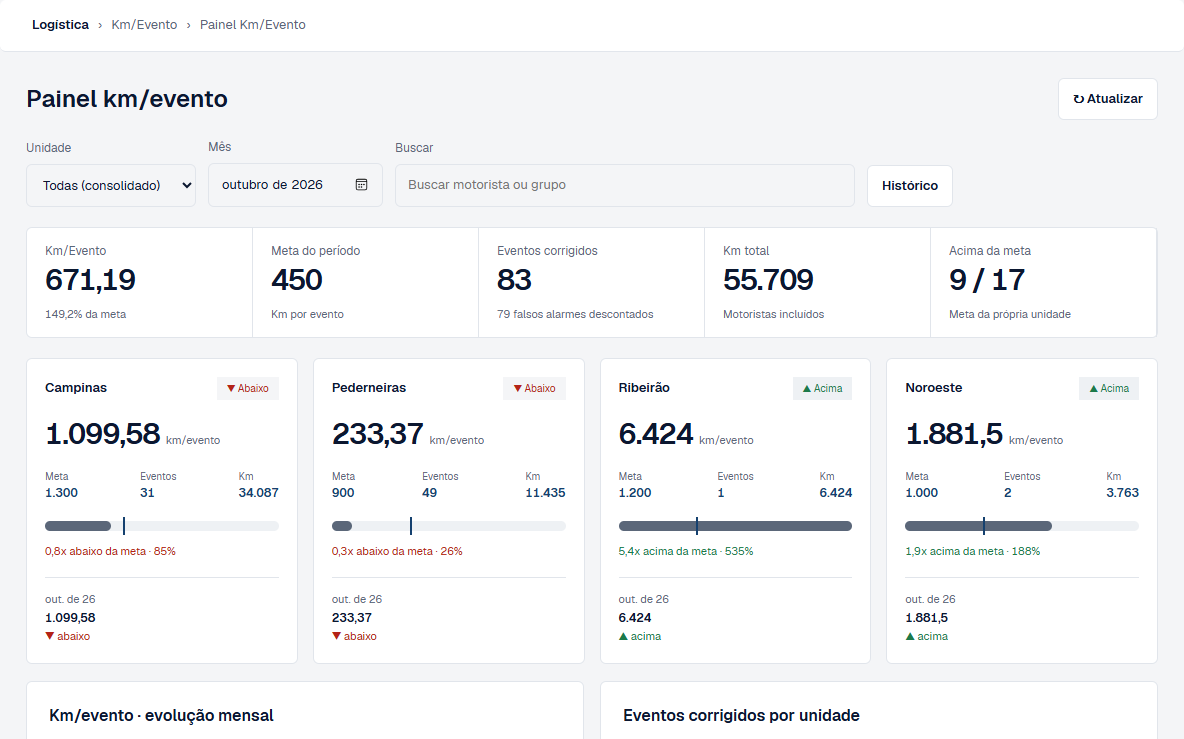 Logística › Km/Evento › Painel Km/Evento
Painel km/evento
↻ Atualizar
Unidade
Mês
Buscar
Todas (consolidado)
outubro de 2026
Buscar motorista ou grupo
Histórico
Km/Evento
671,19
149,2% da meta
Meta do período
450
Km por evento
Eventos corrigidos
83
79 falsos alarmes descontados
Km total
55.709
Motoristas incluídos
Acima da meta
9 / 17
Meta da própria unidade
Campinas
▼ Abaixo
1.099,58 km/evento
Meta Eventos Km
1.300 31 34.087
0,8x abaixo da meta · 85%
out. de 26
1.099,58
▼ abaixo
Pederneiras
▼ Abaixo
233,37 km/evento
Meta Eventos Km
900 49 11.435
0,3x abaixo da meta · 26%
out. de 26
233,37
▼ abaixo
Ribeirão
▲ Acima
6.424 km/evento
Meta Eventos Km
1.200 1 6.424
5,4x acima da meta · 535%
out. de 26
6.424
▲ acima
Noroeste
▲ Acima
1.881,5 km/evento
Meta Eventos Km
1.000 2 3.763
1,9x acima da meta · 188%
out. de 26
1.881,5
▲ acima
Km/evento · evolução mensal
Eventos corrigidos por unidade